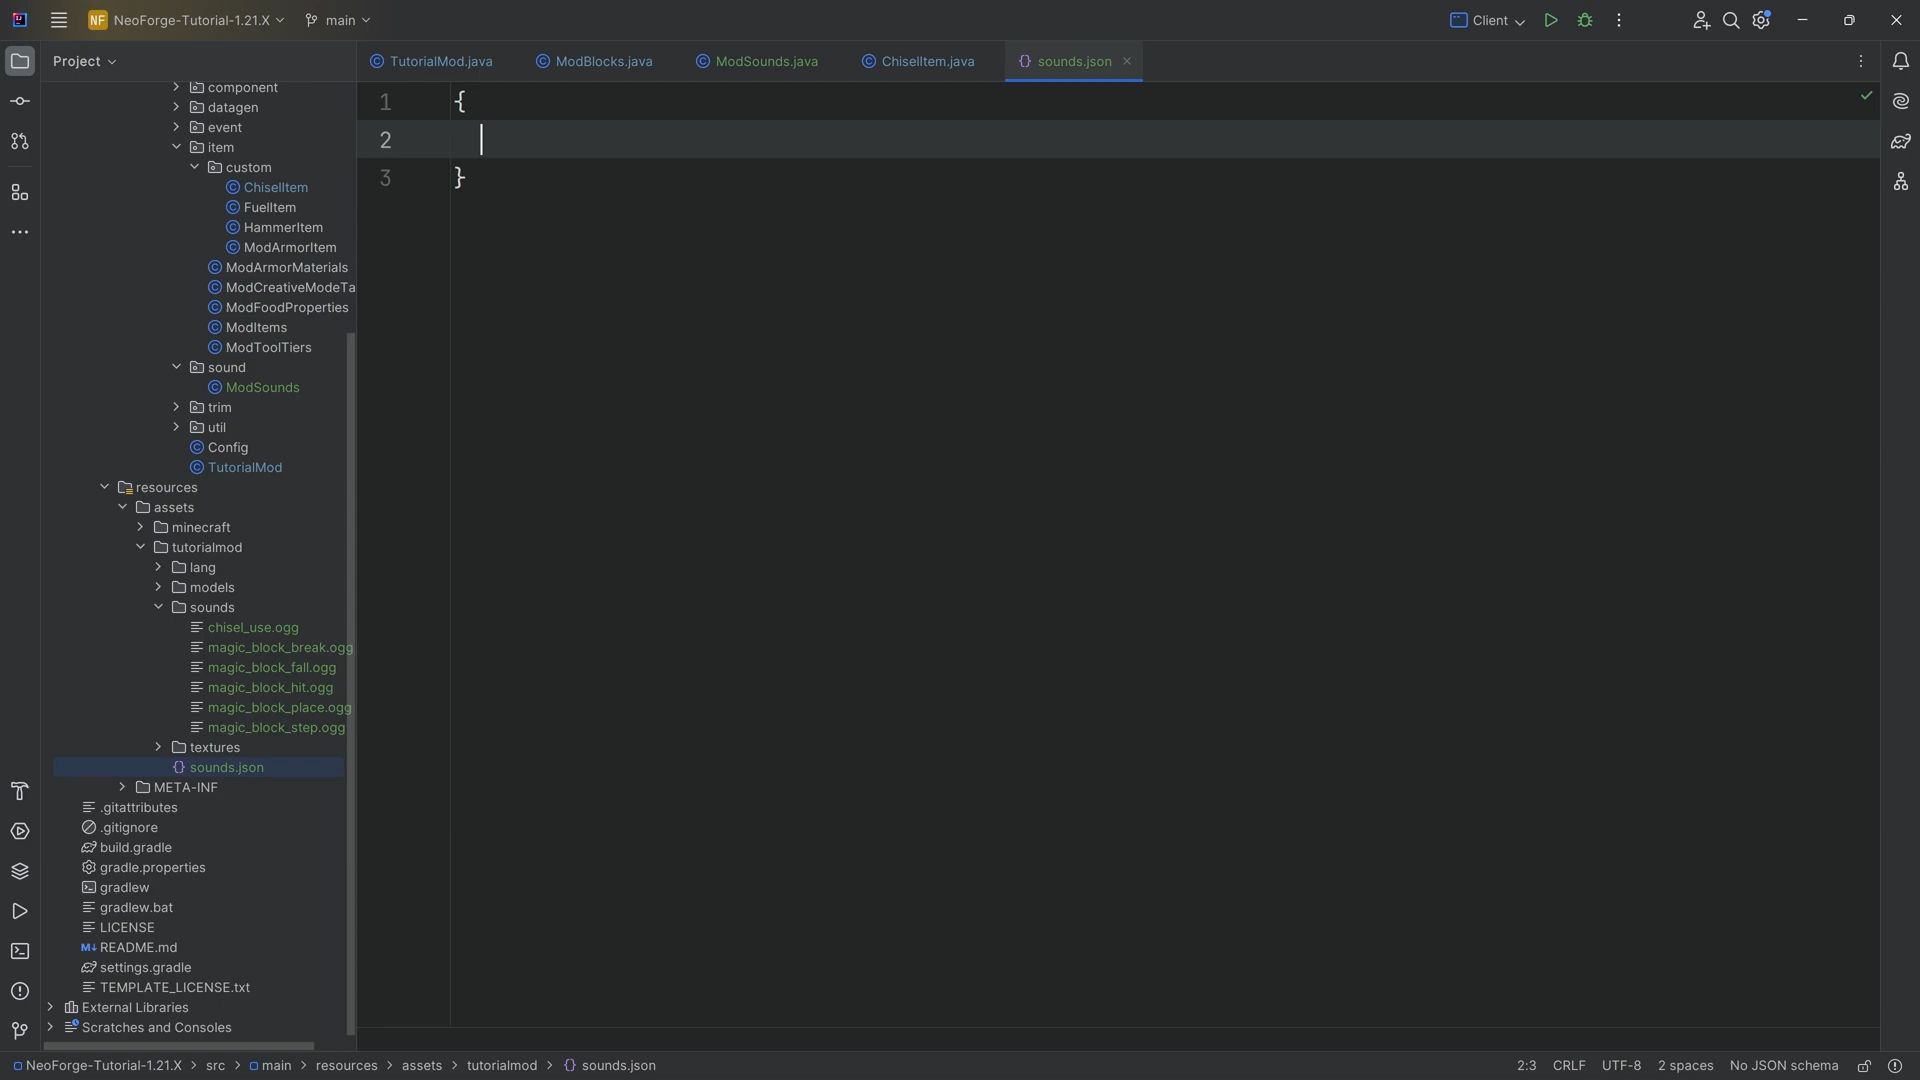 NF NeoForge-Tutorial-1.21.X main Client
Project
TutorialMod.java ModBlocks.java ModSounds.java ChiselItem.java {} sounds.json
component
datagen
event
item
custom
ChiselItem
FuelItem
HammerItem
ModArmorItem
ModArmorMaterials
ModCreativeModeTa
ModFoodProperties
ModItems
ModToolTiers
sound
ModSounds
trim
util
Config
TutorialMod
resources
assets
minecraft
tutorialmod
lang
models
sounds
chisel_use.ogg
magic_block_break.ogg
magic_block_fall.ogg
magic_block_hit.ogg
magic_block_place.ogg
magic_block_step.ogg
textures
{} sounds.json
META-INF
.gitattributes
.gitignore
build.gradle
gradle.properties
gradlew
gradlew.bat
LICENSE
M↓ README.md
settings.gradle
TEMPLATE_LICENSE.txt
External Libraries
Scratches and Consoles
1 {
2
3 }
NeoForge-Tutorial-1.21.X > src > main > resources > assets > tutorialmod > {} sounds.json
2:3 CRLF UTF-8 2 spaces No JSON schema